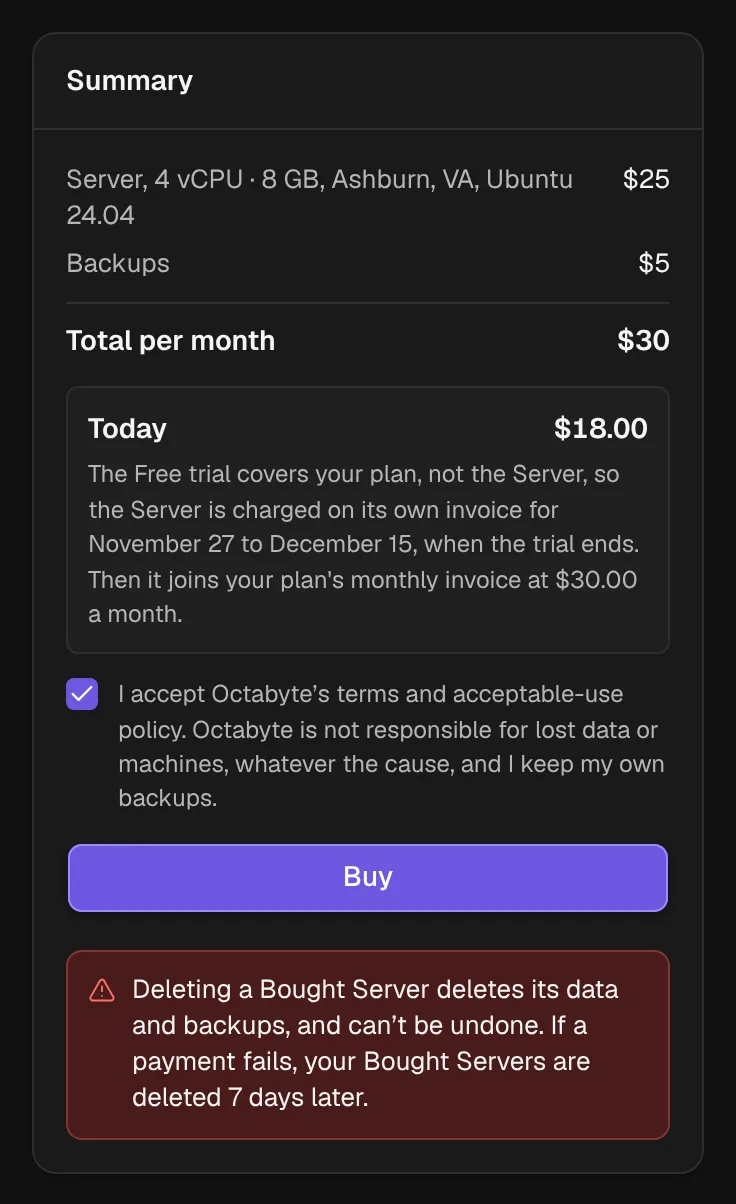 Summary
Server, 4 vCPU · 8 GB, Ashburn, VA, Ubuntu 24.04 $25
Backups $5
Total per month $30
Today $18.00
The Free trial covers your plan, not the Server, so
the Server is charged on its own invoice for
November 27 to December 15, when the trial ends.
Then it joins your plan's monthly invoice at $30.00
a month.
I accept Octabyte’s terms and acceptable-use
policy. Octabyte is not responsible for lost data or
machines, whatever the cause, and I keep my own
backups.
Buy
Deleting a Bought Server deletes its data
and backups, and can’t be undone. If a
payment fails, your Bought Servers are
deleted 7 days later.